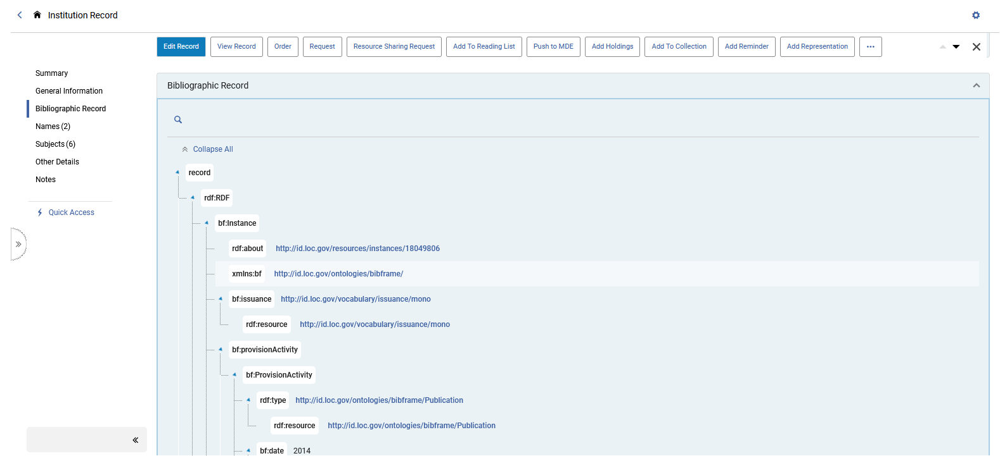 Institution Record
Edit Record View Record Order Request Resource Sharing Request Add To Reading List Push to MDE Add Holdings Add To Collection Add Reminder Add Representation ...
Summary
General Information
Bibliographic Record
Names (2)
Subjects (6)
Other Details
Notes
Quick Access
Bibliographic Record
Collapse All
record
rdf:RDF
bf:Instance
rdf:about http://id.loc.gov/resources/instances/18049806
xmlns:bf http://id.loc.gov/ontologies/bibframe/
bf:issuance http://id.loc.gov/vocabulary/issuance/mono
rdf:resource http://id.loc.gov/vocabulary/issuance/mono
bf:provisionActivity
bf:ProvisionActivity
rdf:type http://id.loc.gov/ontologies/bibframe/Publication
rdf:resource http://id.loc.gov/ontologies/bibframe/Publication
bf:date 2014